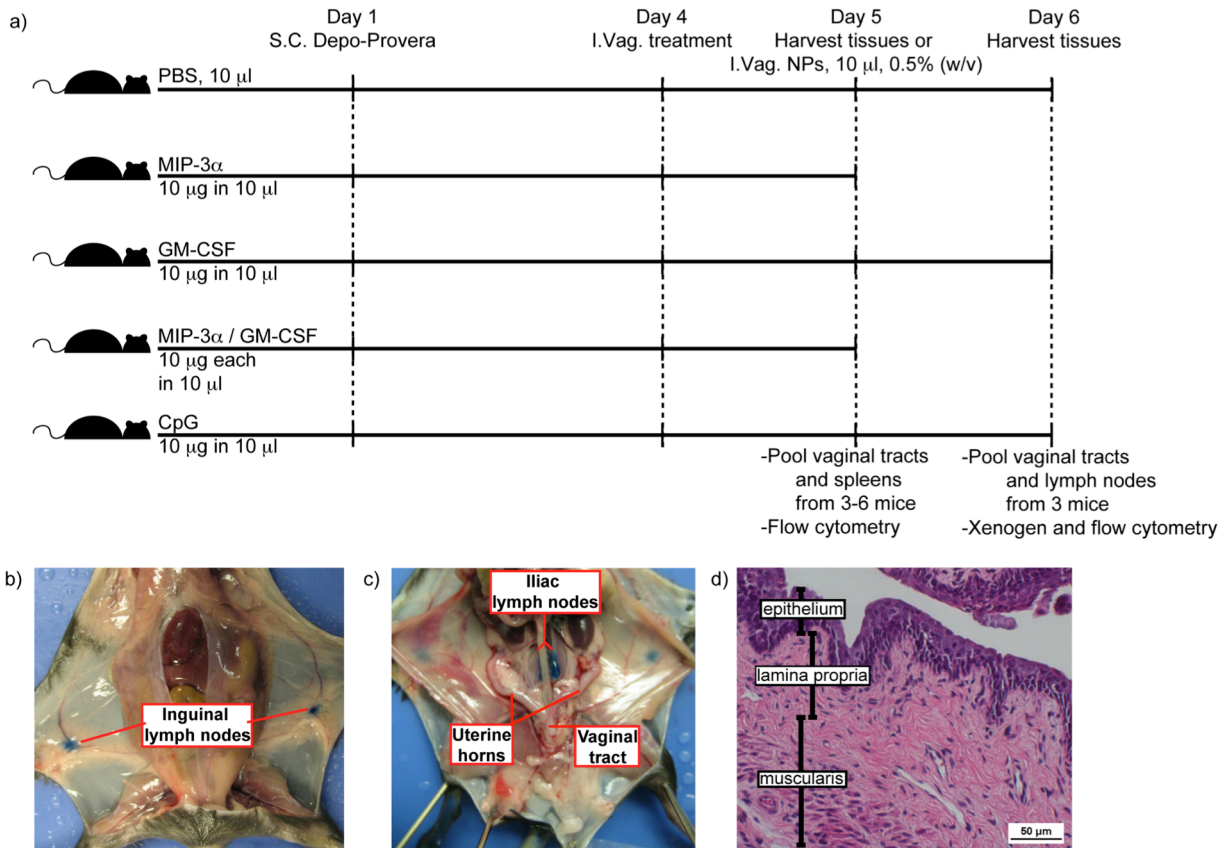 a)
Day 1
S.C. Depo-Provera
Day 4
I.Vag. treatment
Day 5
Harvest tissues or
I.Vag. NPs, 10 μl, 0.5% (w/v)
Day 6
Harvest tissues
PBS, 10 μl
MIP-3α
10 μg in 10 μl
GM-CSF
10 μg in 10 μl
MIP-3α / GM-CSF
10 μg each
in 10 μl
CpG
10 μg in 10 μl
-Pool vaginal tracts
and spleens
from 3-6 mice
-Flow cytometry
-Pool vaginal tracts
and lymph nodes
from 3 mice
-Xenogen and flow cytometry
b)
Inguinal
lymph nodes
c)
Iliac
lymph nodes
Uterine
horns
Vaginal
tract
d)
epithelium
lamina propria
muscularis
50 μm